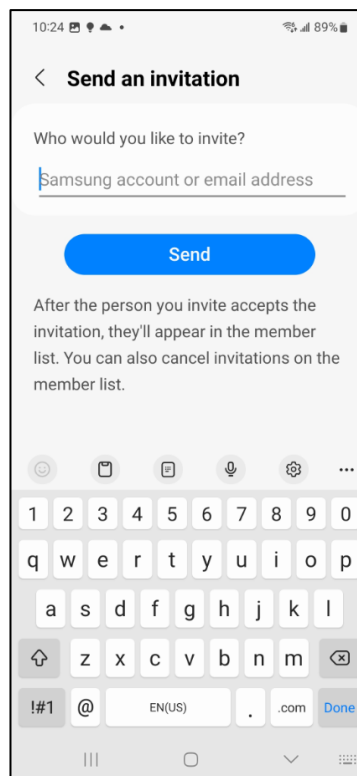 10:24 89%
Send an invitation
Who would you like to invite?
Samsung account or email address
Send
After the person you invite accepts the
invitation, they'll appear in the member
list. You can also cancel invitations on the
member list.
1 2 3 4 5 6 7 8 9 0
q w e r t y u i o p
a s d f g h j k l
z x c v b n m
!#1 @ EN(US) . .com Done